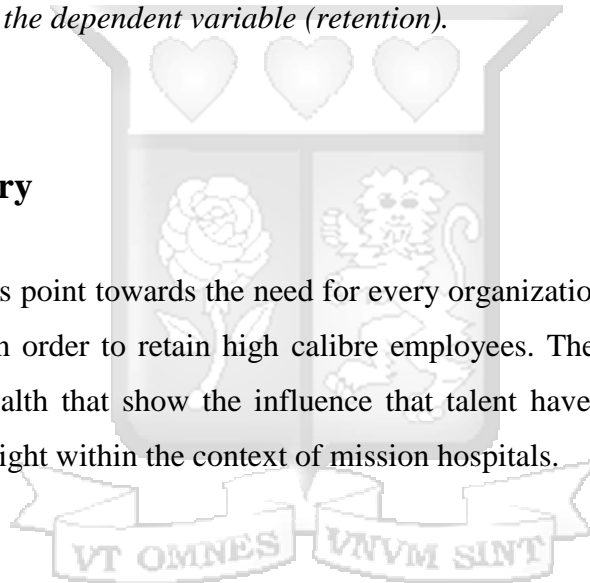 the dependent variable (retention).
ry
s point towards the need for every organizatio
n order to retain high calibre employees. The
alth that show the influence that talent have
ight within the context of mission hospitals.
VT OMNES VNVM SINT